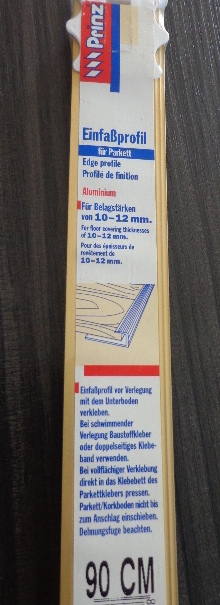 Prinz
Einfaßprofil
für Parkett
Edge profile
Profilé de finition
Aluminium
Für Belagstärken
von 10-12 mm.
For floor covering thicknesses
of 10-12 mm.
Pour des épaisseurs de
revêtement de
10-12 mm.
Einfaßprofil vor Verlegung
mit dem Unterboden
verkleben.
Bei schwimmender
Verlegung Baustoffkleber
oder doppelseitiges Klebe-
band verwenden.
Bei vollflächiger Verklebung
direkt in das Klebebett des
Parkettklebers pressen.
Parkett/Korkboden nicht bis
zum Anschlag einschieben.
Dehnungsfuge beachten.
90 CM